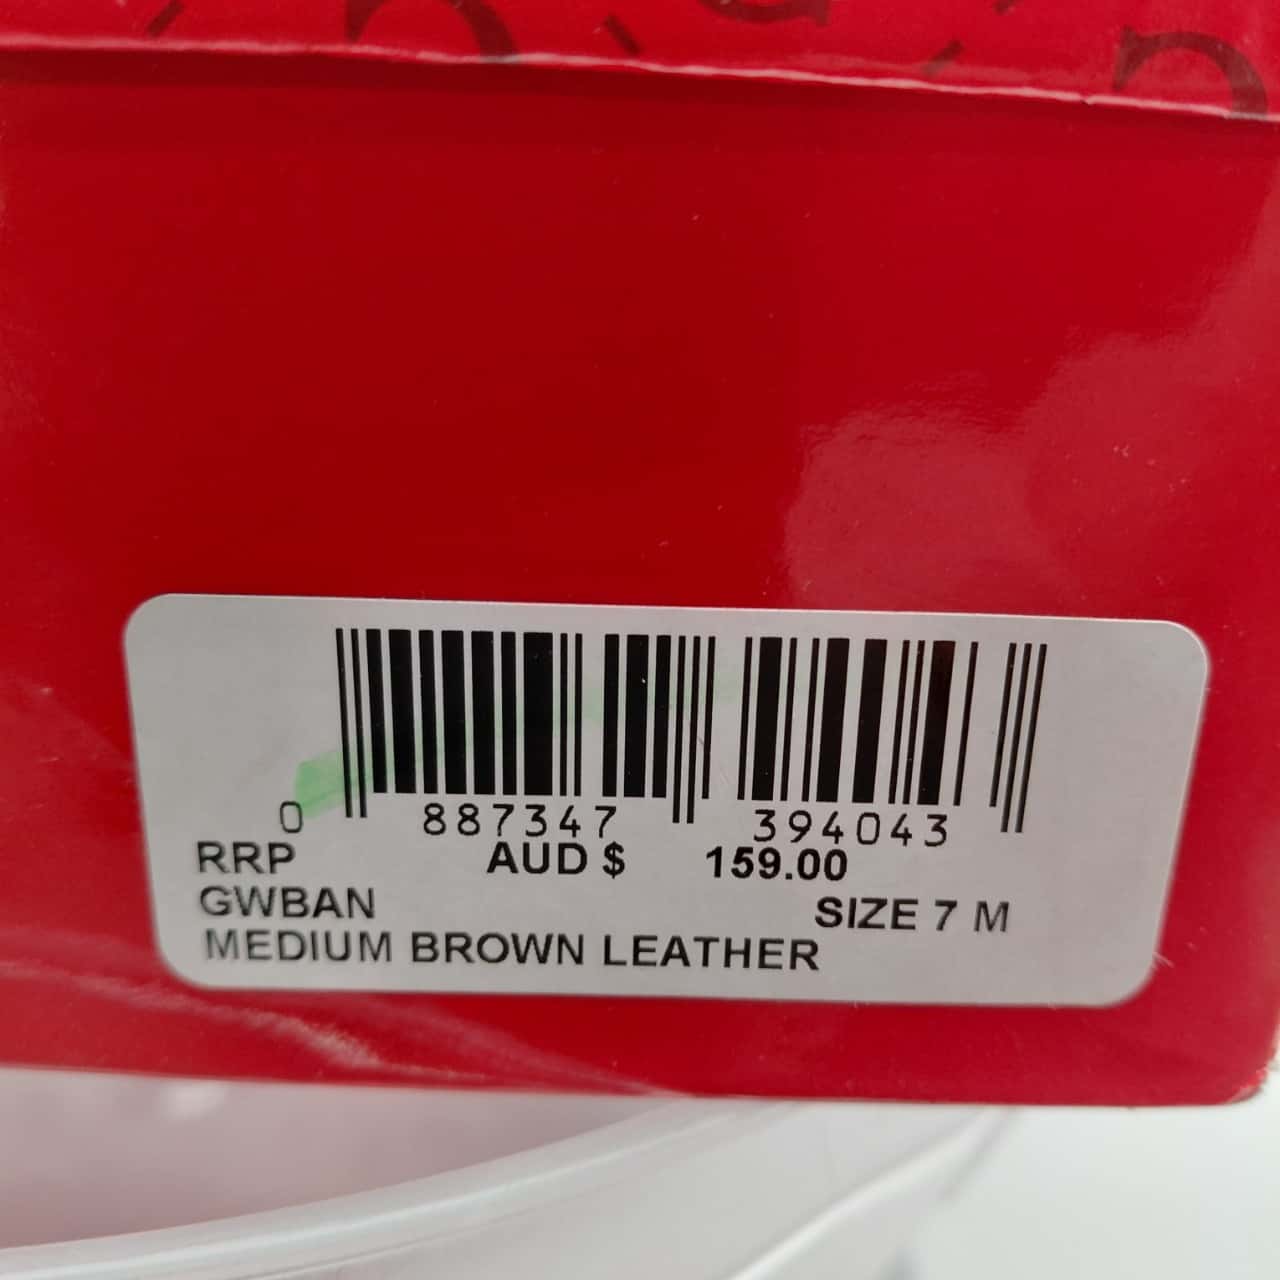 0 887347 394043
RRP AUD $ 159.00
GWBAN SIZE 7 M
MEDIUM BROWN LEATHER